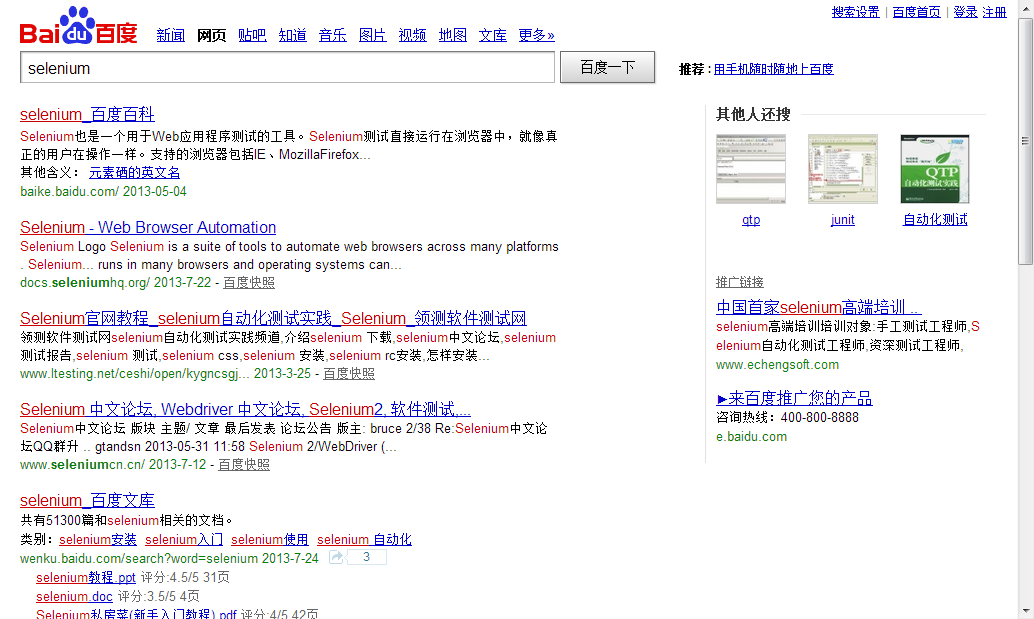 搜索设置 | 百度首页 | 登录 注册
Bai du 百度 新闻 网页 贴吧 知道 音乐 图片 视频 地图 文库 更多»
selenium 百度一下 推荐 : 用手机随时随地上百度
selenium_百度百科
Selenium也是一个用于Web应用程序测试的工具。Selenium测试直接运行在浏览器中，就像真
正的用户在操作一样。支持的浏览器包括IE、MozillaFirefox...
其他含义： 元素硒的英文名
baike.baidu.com/ 2013-05-04
Selenium - Web Browser Automation
Selenium Logo Selenium is a suite of tools to automate web browsers across many platforms
. Selenium... runs in many browsers and operating systems can...
docs.seleniumhq.org/ 2013-7-22 - 百度快照
Selenium官网教程_selenium自动化测试实践_Selenium_领测软件测试网
领测软件测试网selenium自动化测试实践频道,介绍selenium 下载,selenium中文论坛,selenium
测试报告,selenium 测试,selenium css,selenium 安装,selenium rc安装,怎样安装...
www.ltesting.net/ceshi/open/kygncsgj... 2013-3-25 - 百度快照
Selenium 中文论坛, Webdriver 中文论坛, Selenium2, 软件测试,...
Selenium中文论坛 版块 主题/ 文章 最后发表 论坛公告 版主: bruce 2/38 Re:Selenium中文论
坛QQ群升 .. gtandsn 2013-05-31 11:58 Selenium 2/WebDriver (...
www.seleniumcn.cn/ 2013-7-12 - 百度快照
selenium_百度文库
共有51300篇和selenium相关的文档。
类别： selenium安装 selenium入门 selenium使用 selenium 自动化
wenku.baidu.com/search?word=selenium 2013-7-24 3
selenium教程.ppt 评分:4.5/5 31页
selenium.doc 评分:3.5/5 4页
Selenium私房菜(新手入门教程).pdf 评分:4/5 42页
其他人还搜
QTP
自动化测试实践
qtp junit 自动化测试
推广链接
中国首家selenium高端培训 ..
selenium高端培训培训对象:手工测试工程师,S
elenium自动化测试工程师,资深测试工程师,
www.echengsoft.com
►来百度推广您的产品
咨询热线：400-800-8888
e.baidu.com